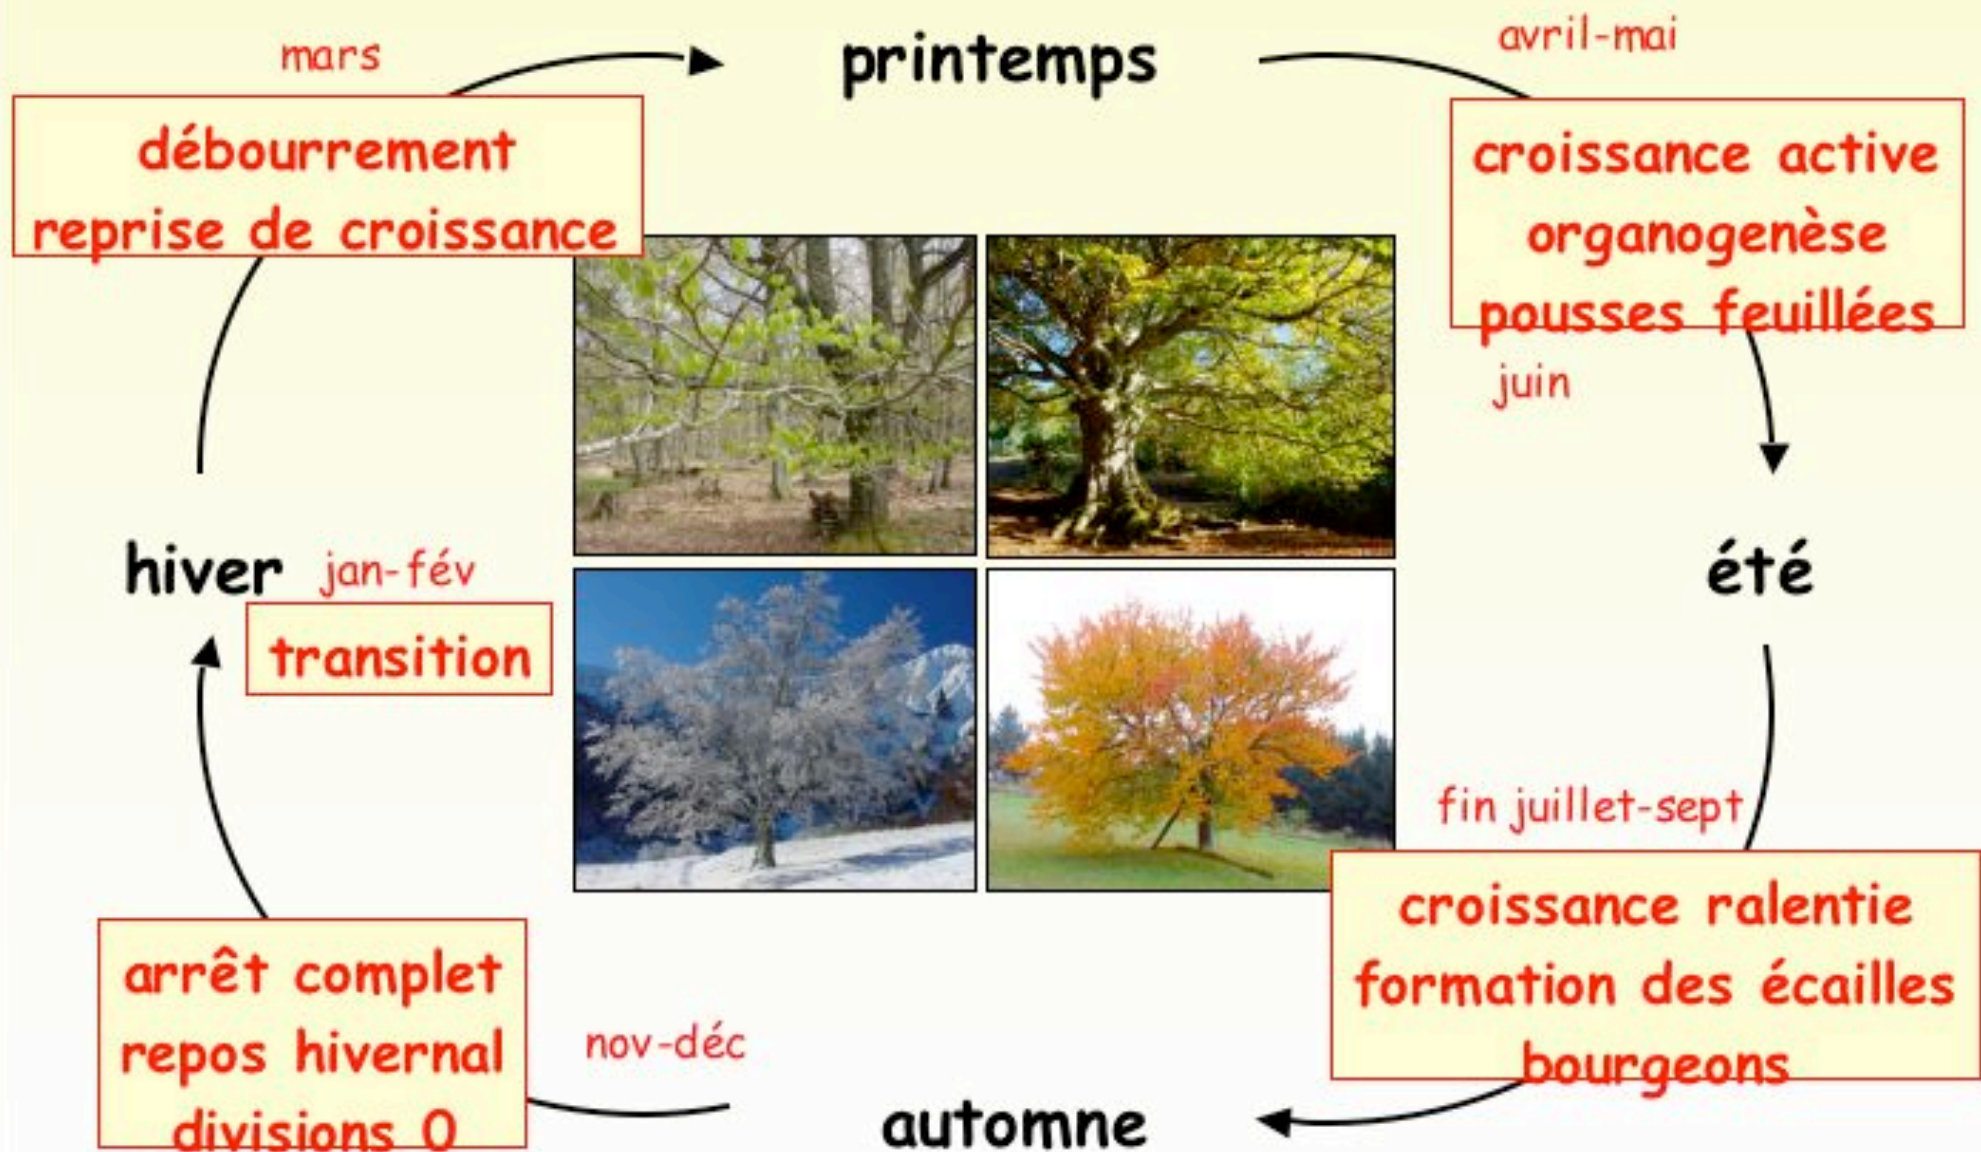 mars
printemps
avril-mai
débourrement
reprise de croissance
croissance active
organogenèse
pousses feuillées
juin
hiver
jan-fév
transition
été
fin juillet-sept
croissance ralentie
formation des écailles
bourgeons
arrêt complet
repos hivernal
divisions 0
nov-déc
automne